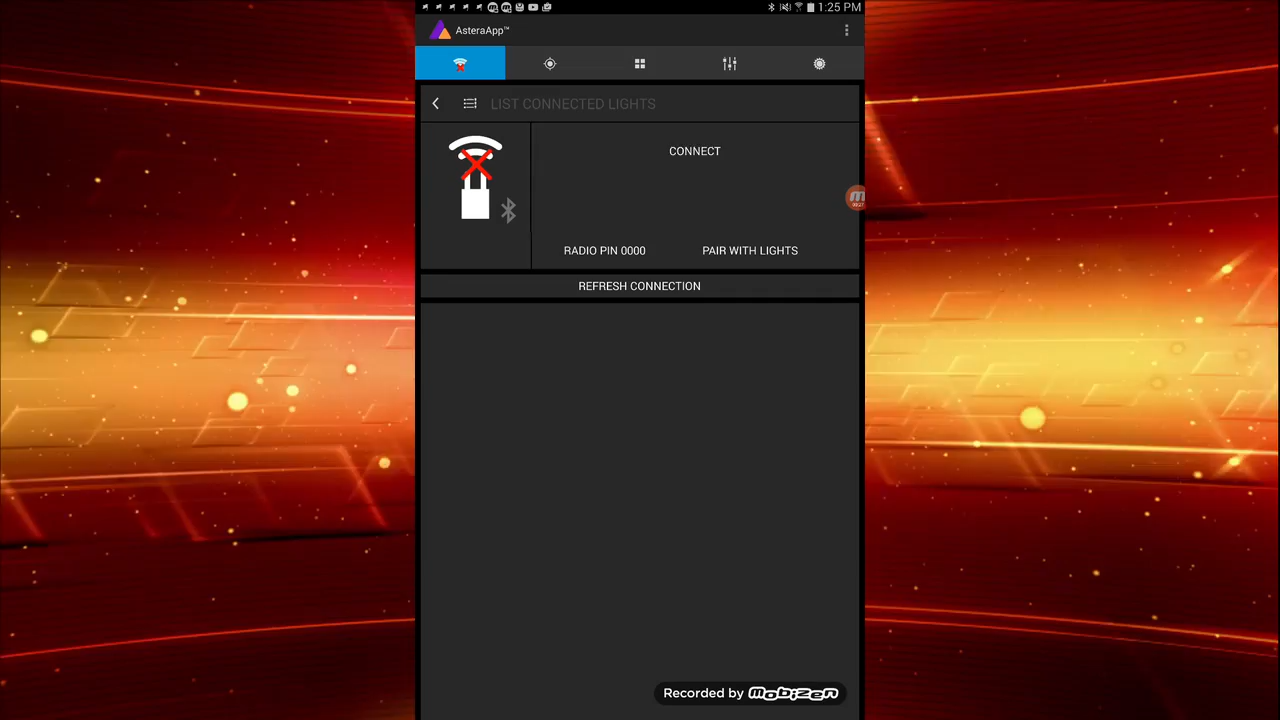 1:25 PM
AsteraApp™
LIST CONNECTED LIGHTS
CONNECT
RADIO PIN 0000
PAIR WITH LIGHTS
REFRESH CONNECTION
Recorded by MOBIZEN